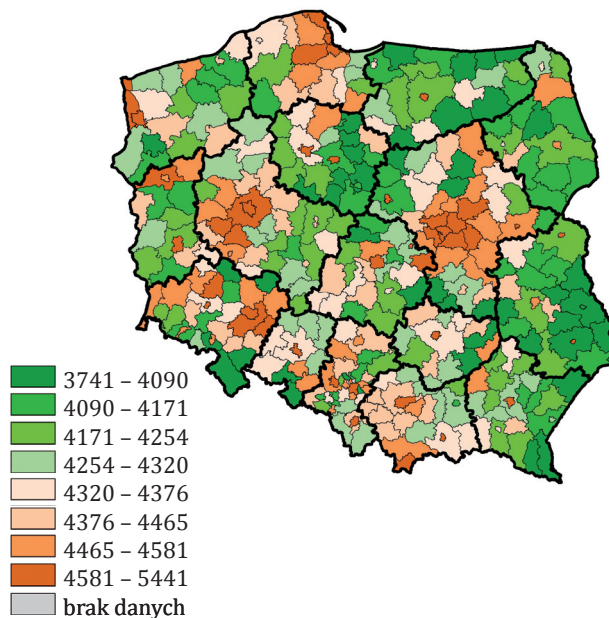 3741 – 4090
4090 – 4171
4171 – 4254
4254 – 4320
4320 – 4376
4376 – 4465
4465 – 4581
4581 – 5441
brak danych